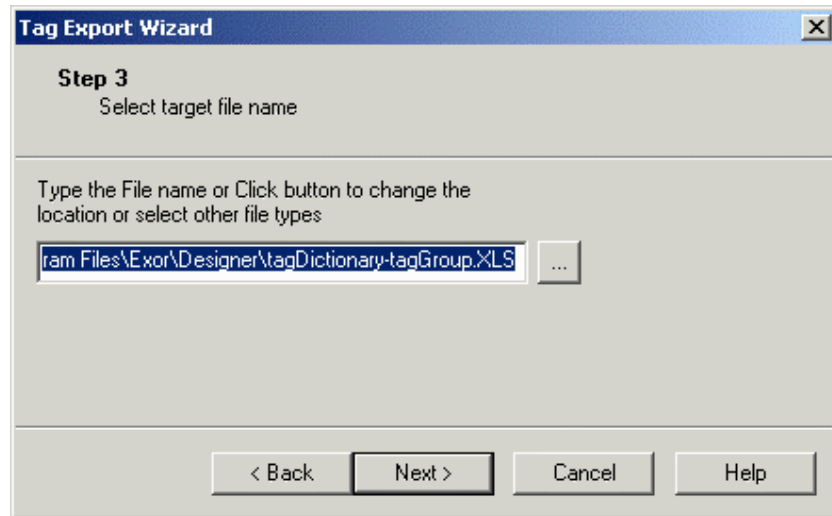 Tag Export Wizard
Step 3
Select target file name
Type the File name or Click button to change the
location or select other file types
ram Files\Exor\Designer\tagDictionary-tagGroup.XLS
...
< Back
Next >
Cancel
Help